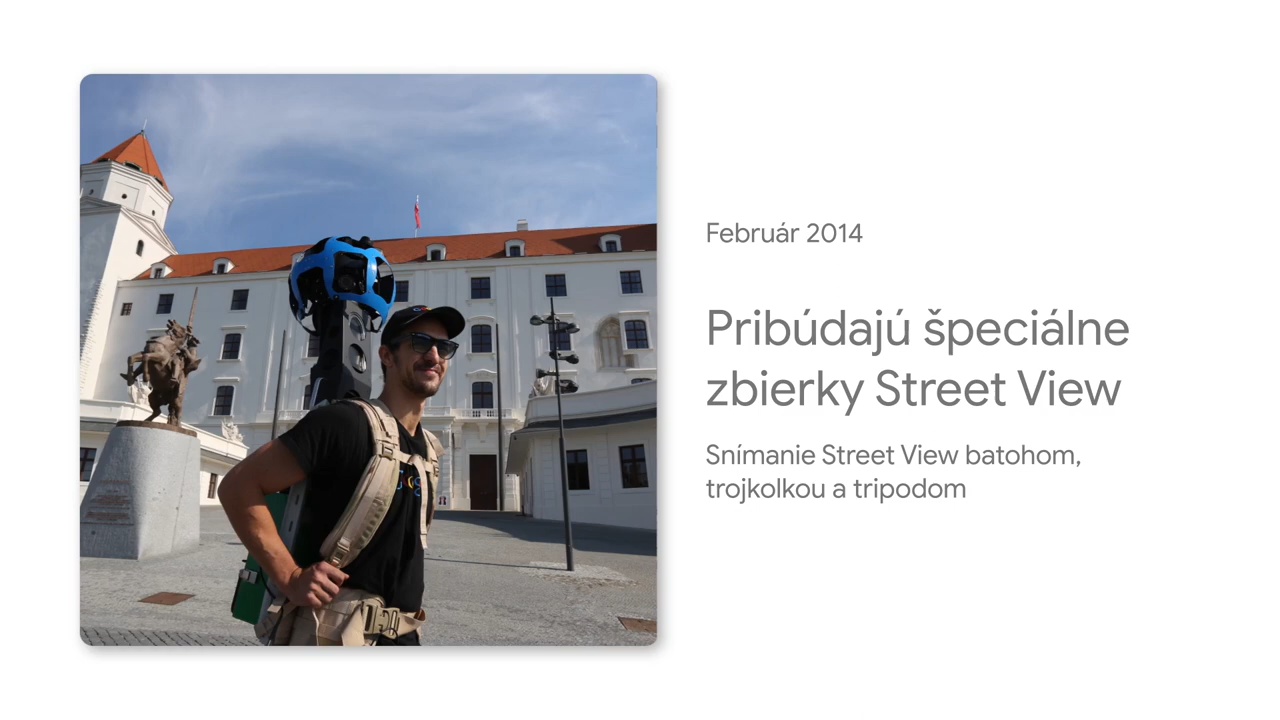 Február 2014
Pribúdajú špeciálne
zbierky Street View
Snímanie Street View batohom,
trojkolkou a tripodom